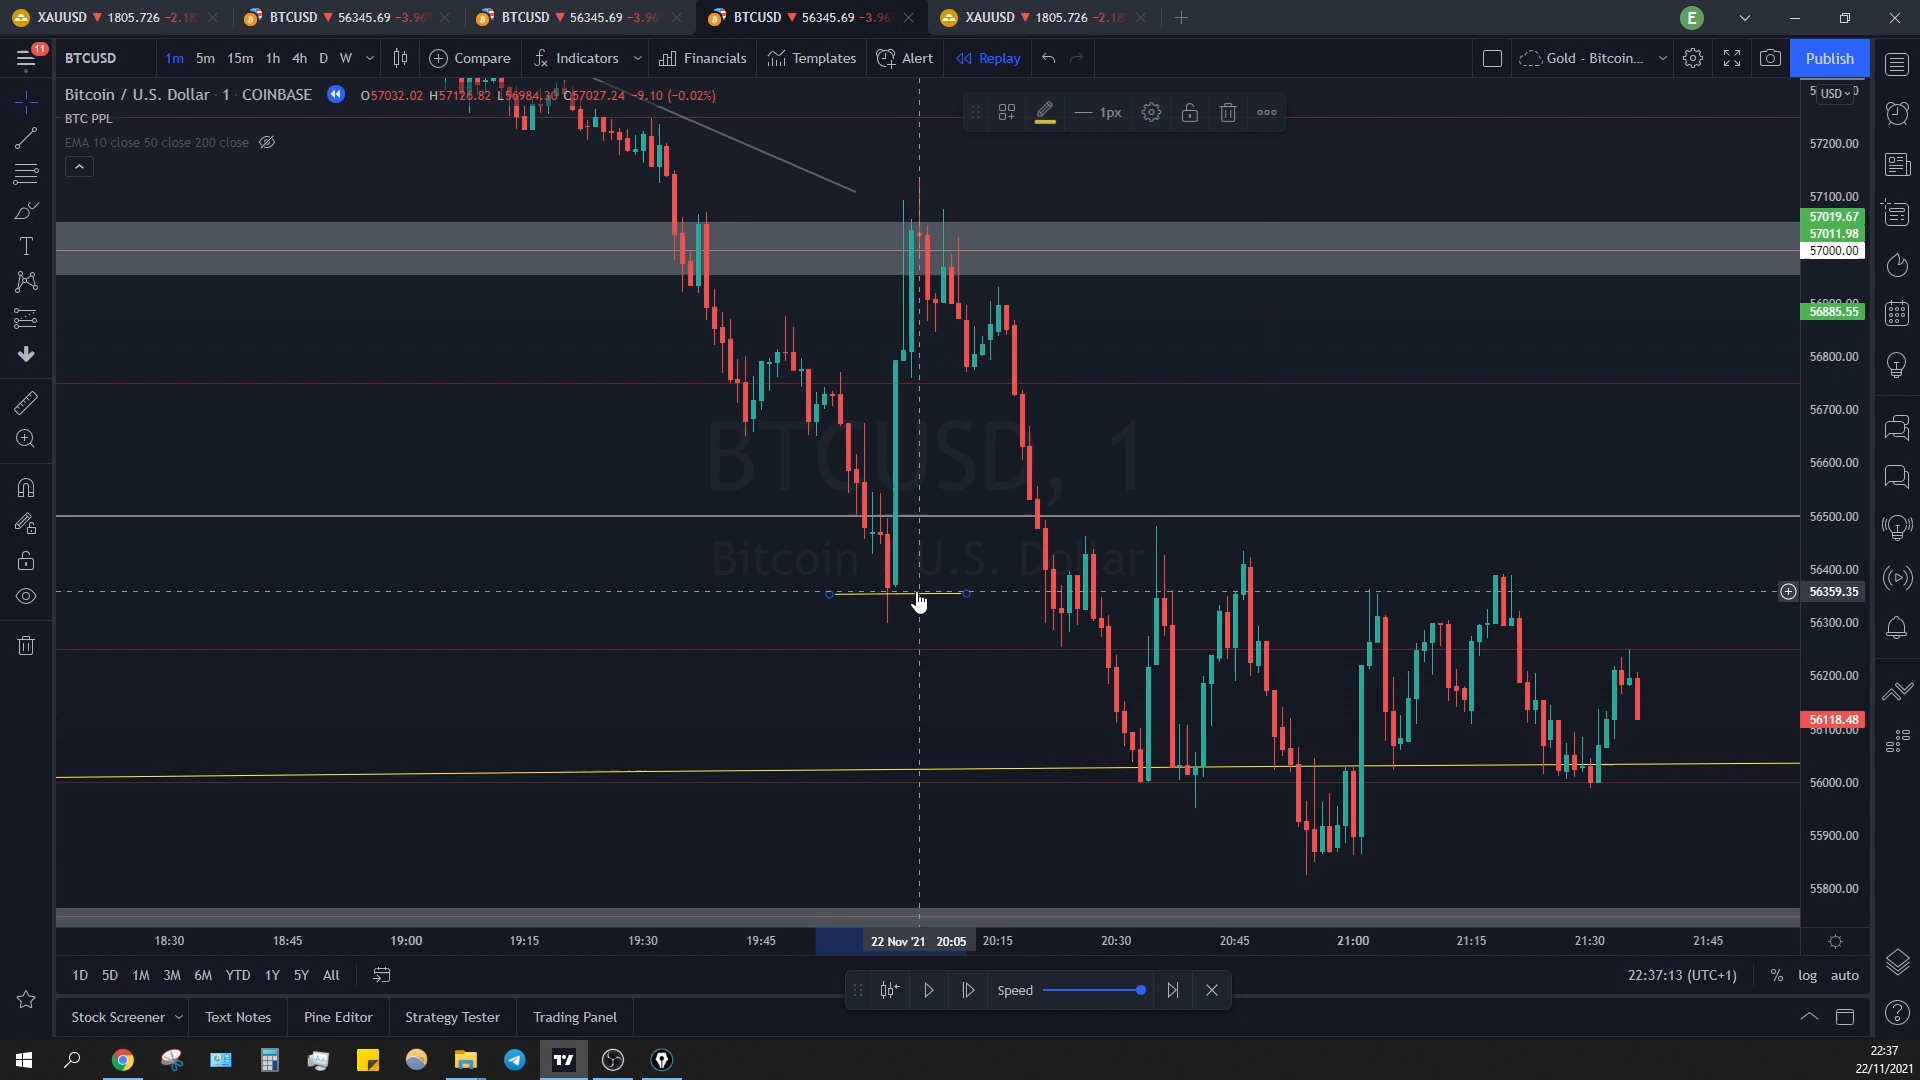 XAUUSD ▼ 1805.726 −2.18
BTCUSD ▼ 56345.69 −3.96
BTCUSD ▼ 56345.69 −3.96
BTCUSD ▼ 56345.69 −3.96
XAUUSD ▼ 1805.726 −2.18
E
11
BTCUSD 1m 5m 15m 1h 4h D W Compare Indicators Financials Templates Alert Replay Gold - Bitcoin... Publish
Bitcoin / U.S. Dollar · 1 · COINBASE O57032.02 H57126.82 L56984.30 C57027.24 −9.10 (−0.02%)
BTC PPL
EMA 10 close 50 close 200 close
1px
USD
57200.00
57100.00
57019.67
57011.98
57000.00
56885.55
56800.00
56700.00
56600.00
56500.00
56400.00
56359.35
56300.00
56200.00
56118.48
56100.00
56000.00
55900.00
55800.00
BTCUSD, 1
Bitcoin / U.S. Dollar
18:30 18:45 19:00 19:15 19:30 19:45 22 Nov '21 20:05 20:15 20:30 20:45 21:00 21:15 21:30 21:45
1D 5D 1M 3M 6M YTD 1Y 5Y All 22:37:13 (UTC+1) % log auto
Speed
Stock Screener Text Notes Pine Editor Strategy Tester Trading Panel
22:37
22/11/2021